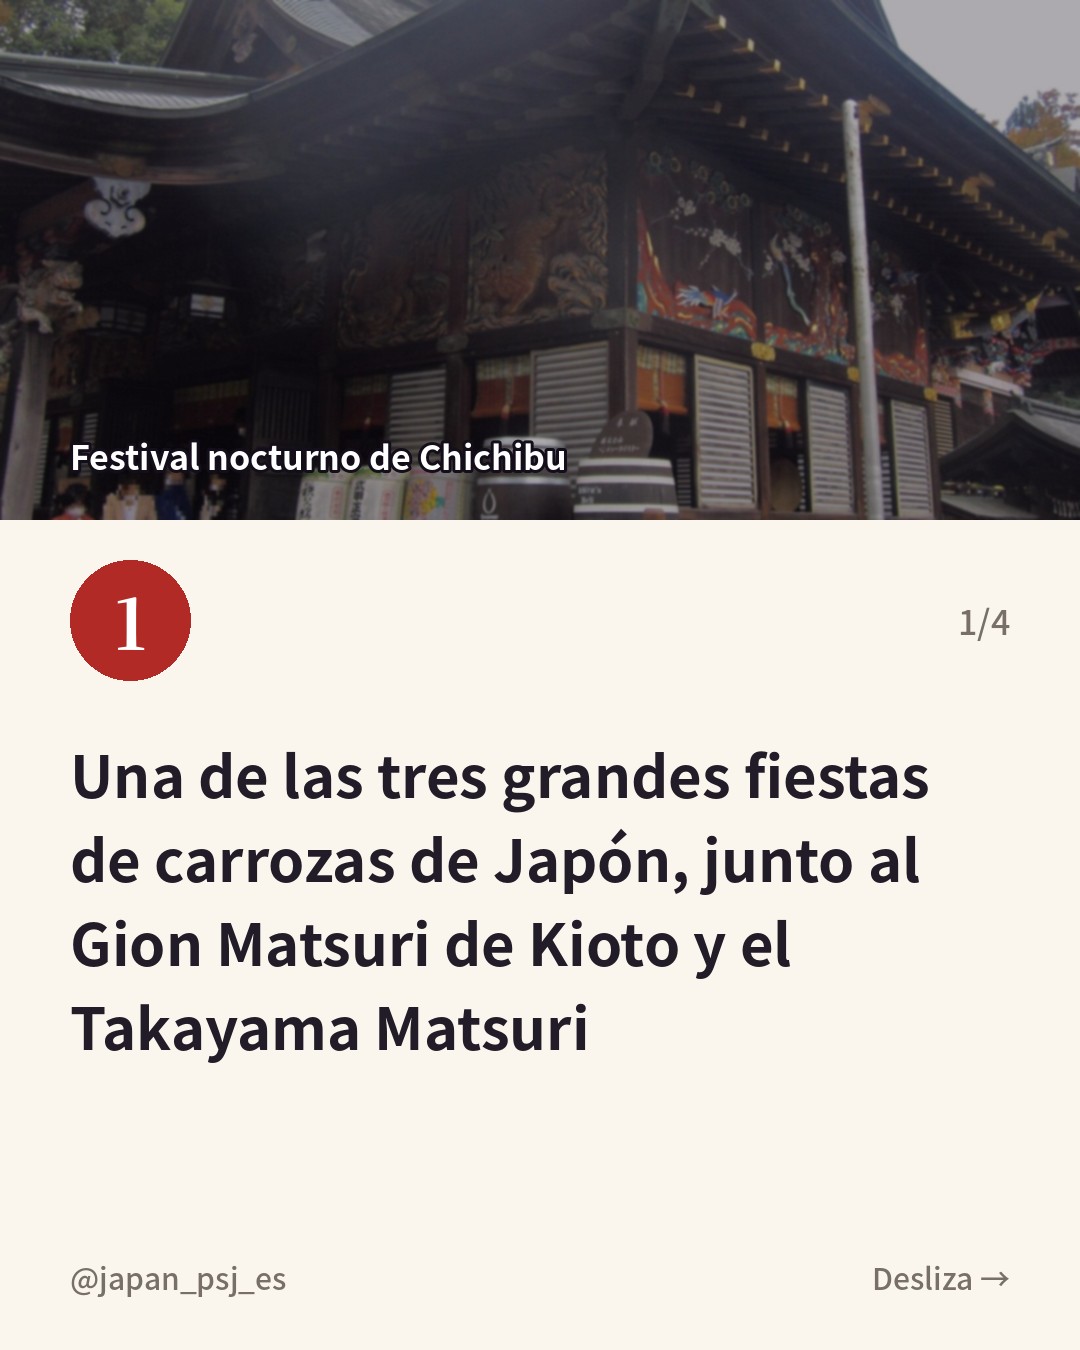 Festival nocturno de Chichibu
1
1/4
Una de las tres grandes fiestas
de carrozas de Japón, junto al
Gion Matsuri de Kioto y el
Takayama Matsuri
@japan_psj_es
Desliza →